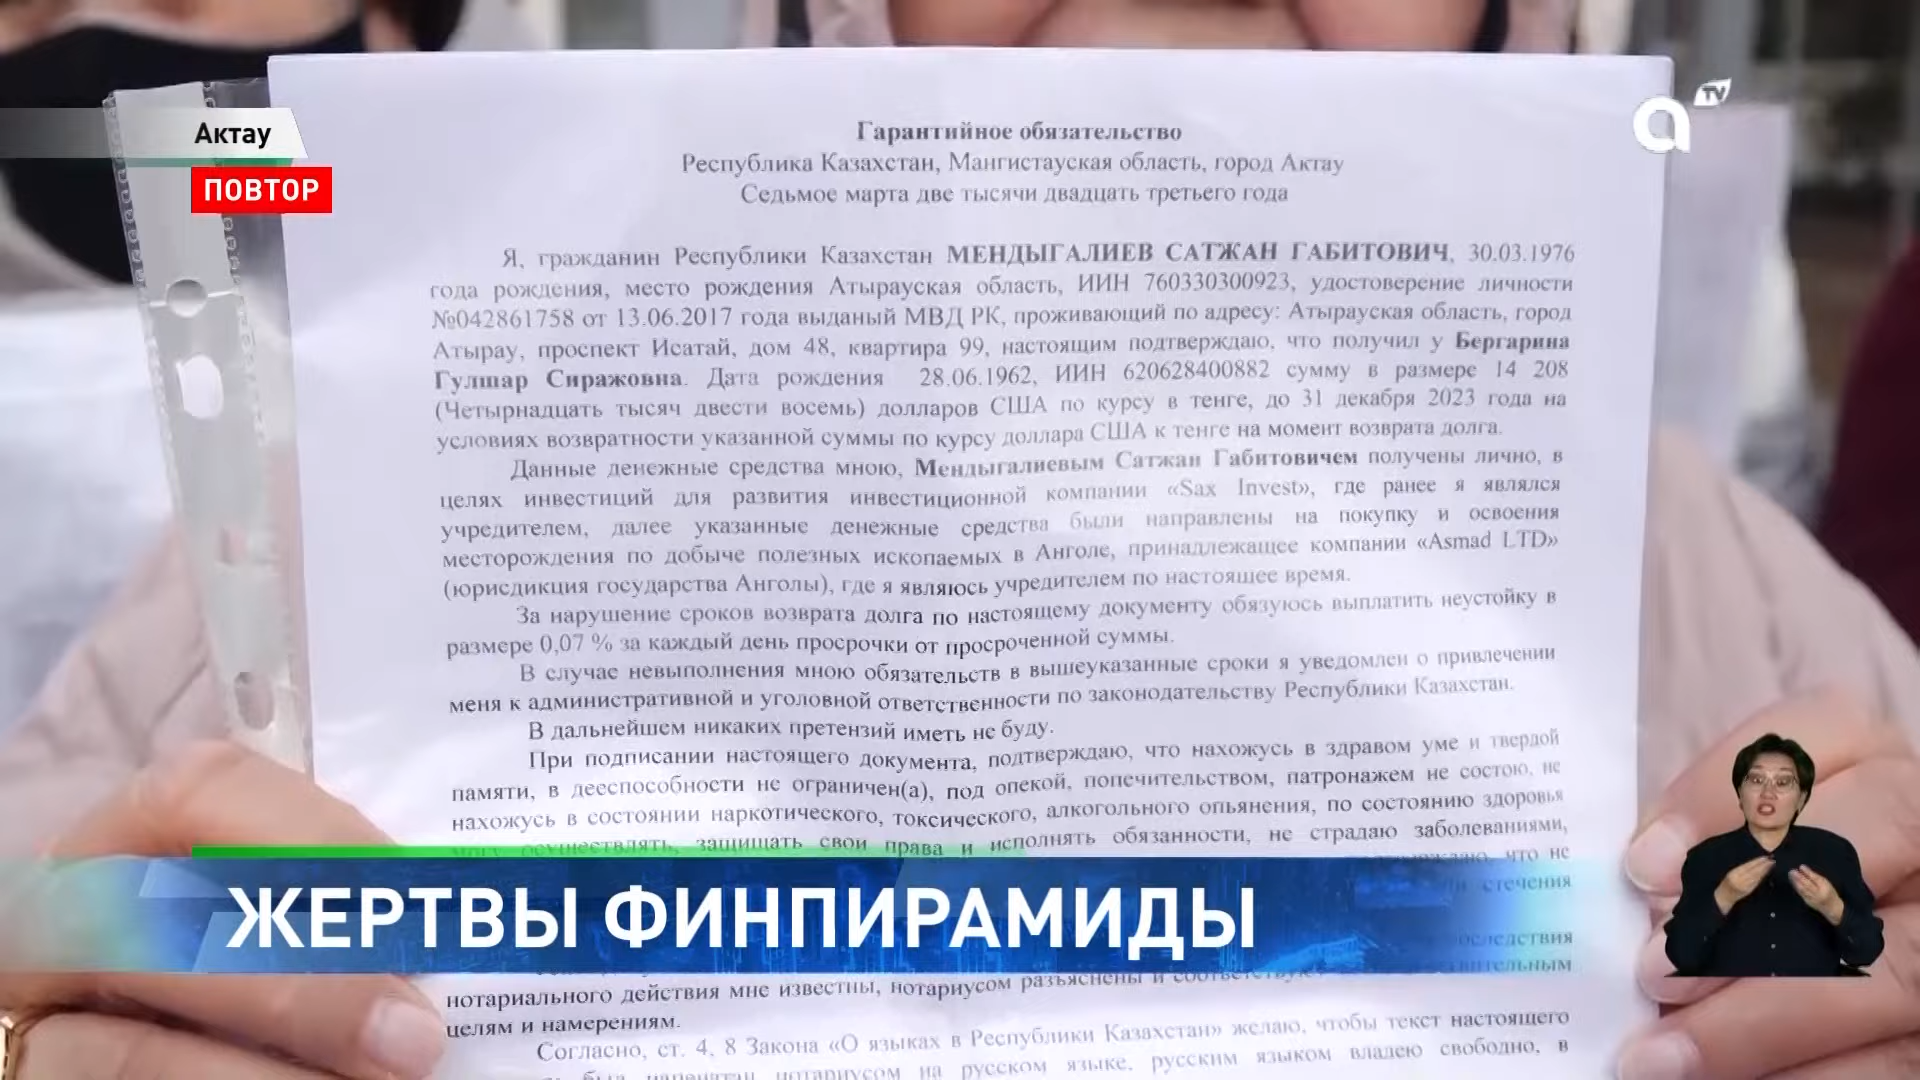 Актау
ПОВТОР
TV
Гарантийное обязательство
Республика Казахстан, Мангистауская область, город Актау
Седьмое марта две тысячи двадцать третьего года
Я, гражданин Республики Казахстан МЕНДЫГАЛИЕВ САТЖАН ГАБИТОВИЧ, 30.03.1976
года рождения, место рождения Атырауская область, ИИН 760330300923, удостоверение личности
№042861758 от 13.06.2017 года выданый МВД РК, проживающий по адресу: Атырауская область, город
Атырау, проспект Исатай, дом 48, квартира 99, настоящим подтверждаю, что получил у Бергарина
Гулшар Сиражовна. Дата рождения 28.06.1962, ИИН 620628400882 сумму в размере 14 208
(Четырнадцать тысяч двести восемь) долларов США по курсу в тенге, до 31 декабря 2023 года на
условиях возвратности указанной суммы по курсу доллара США к тенге на момент возврата долга.
Данные денежные средства мною, Мендыгалиевым Сатжан Габитовичем получены лично, в
целях инвестиций для развития инвестиционной компании «Sax Invest», где ранее я являлся
учредителем, далее указанные денежные средства были направлены на покупку и освоения
месторождения по добыче полезных ископаемых в Анголе, принадлежащее компании «Asmad LTD»
(юрисдикция государства Анголы), где я являюсь учредителем по настоящее время.
За нарушение сроков возврата долга по настоящему документу обязуюсь выплатить неустойку в
размере 0,07 % за каждый день просрочки от просроченной суммы.
В случае невыполнения мною обязательств в вышеуказанные сроки я уведомлен о привлечении
меня к административной и уголовной ответственности по законодательству Республики Казахстан.
В дальнейшем никаких претензий иметь не буду.
При подписании настоящего документа, подтверждаю, что нахожусь в здравом уме и твердой
памяти, в дееспособности не ограничен(а), под опекой, попечительством, патронажем не состою, не
нахожусь в состоянии наркотического, токсического, алкогольного опьянения, по состоянию здоровья
могу осуществлять, защищать свои права и исполнять обязанности, не страдаю заболеваниями,
что не
стечения
ЖЕРТВЫ ФИНПИРАМИДЫ
нотариального действия мне известны, нотариусом разъяснены и
целям и намерениям.
Согласно, ст. 4, 8 Закона «О языках в Республики Казахстан» желаю, чтобы текст настоящего
был напечатан нотариусом на русском языке, русским языком владею свободно, в